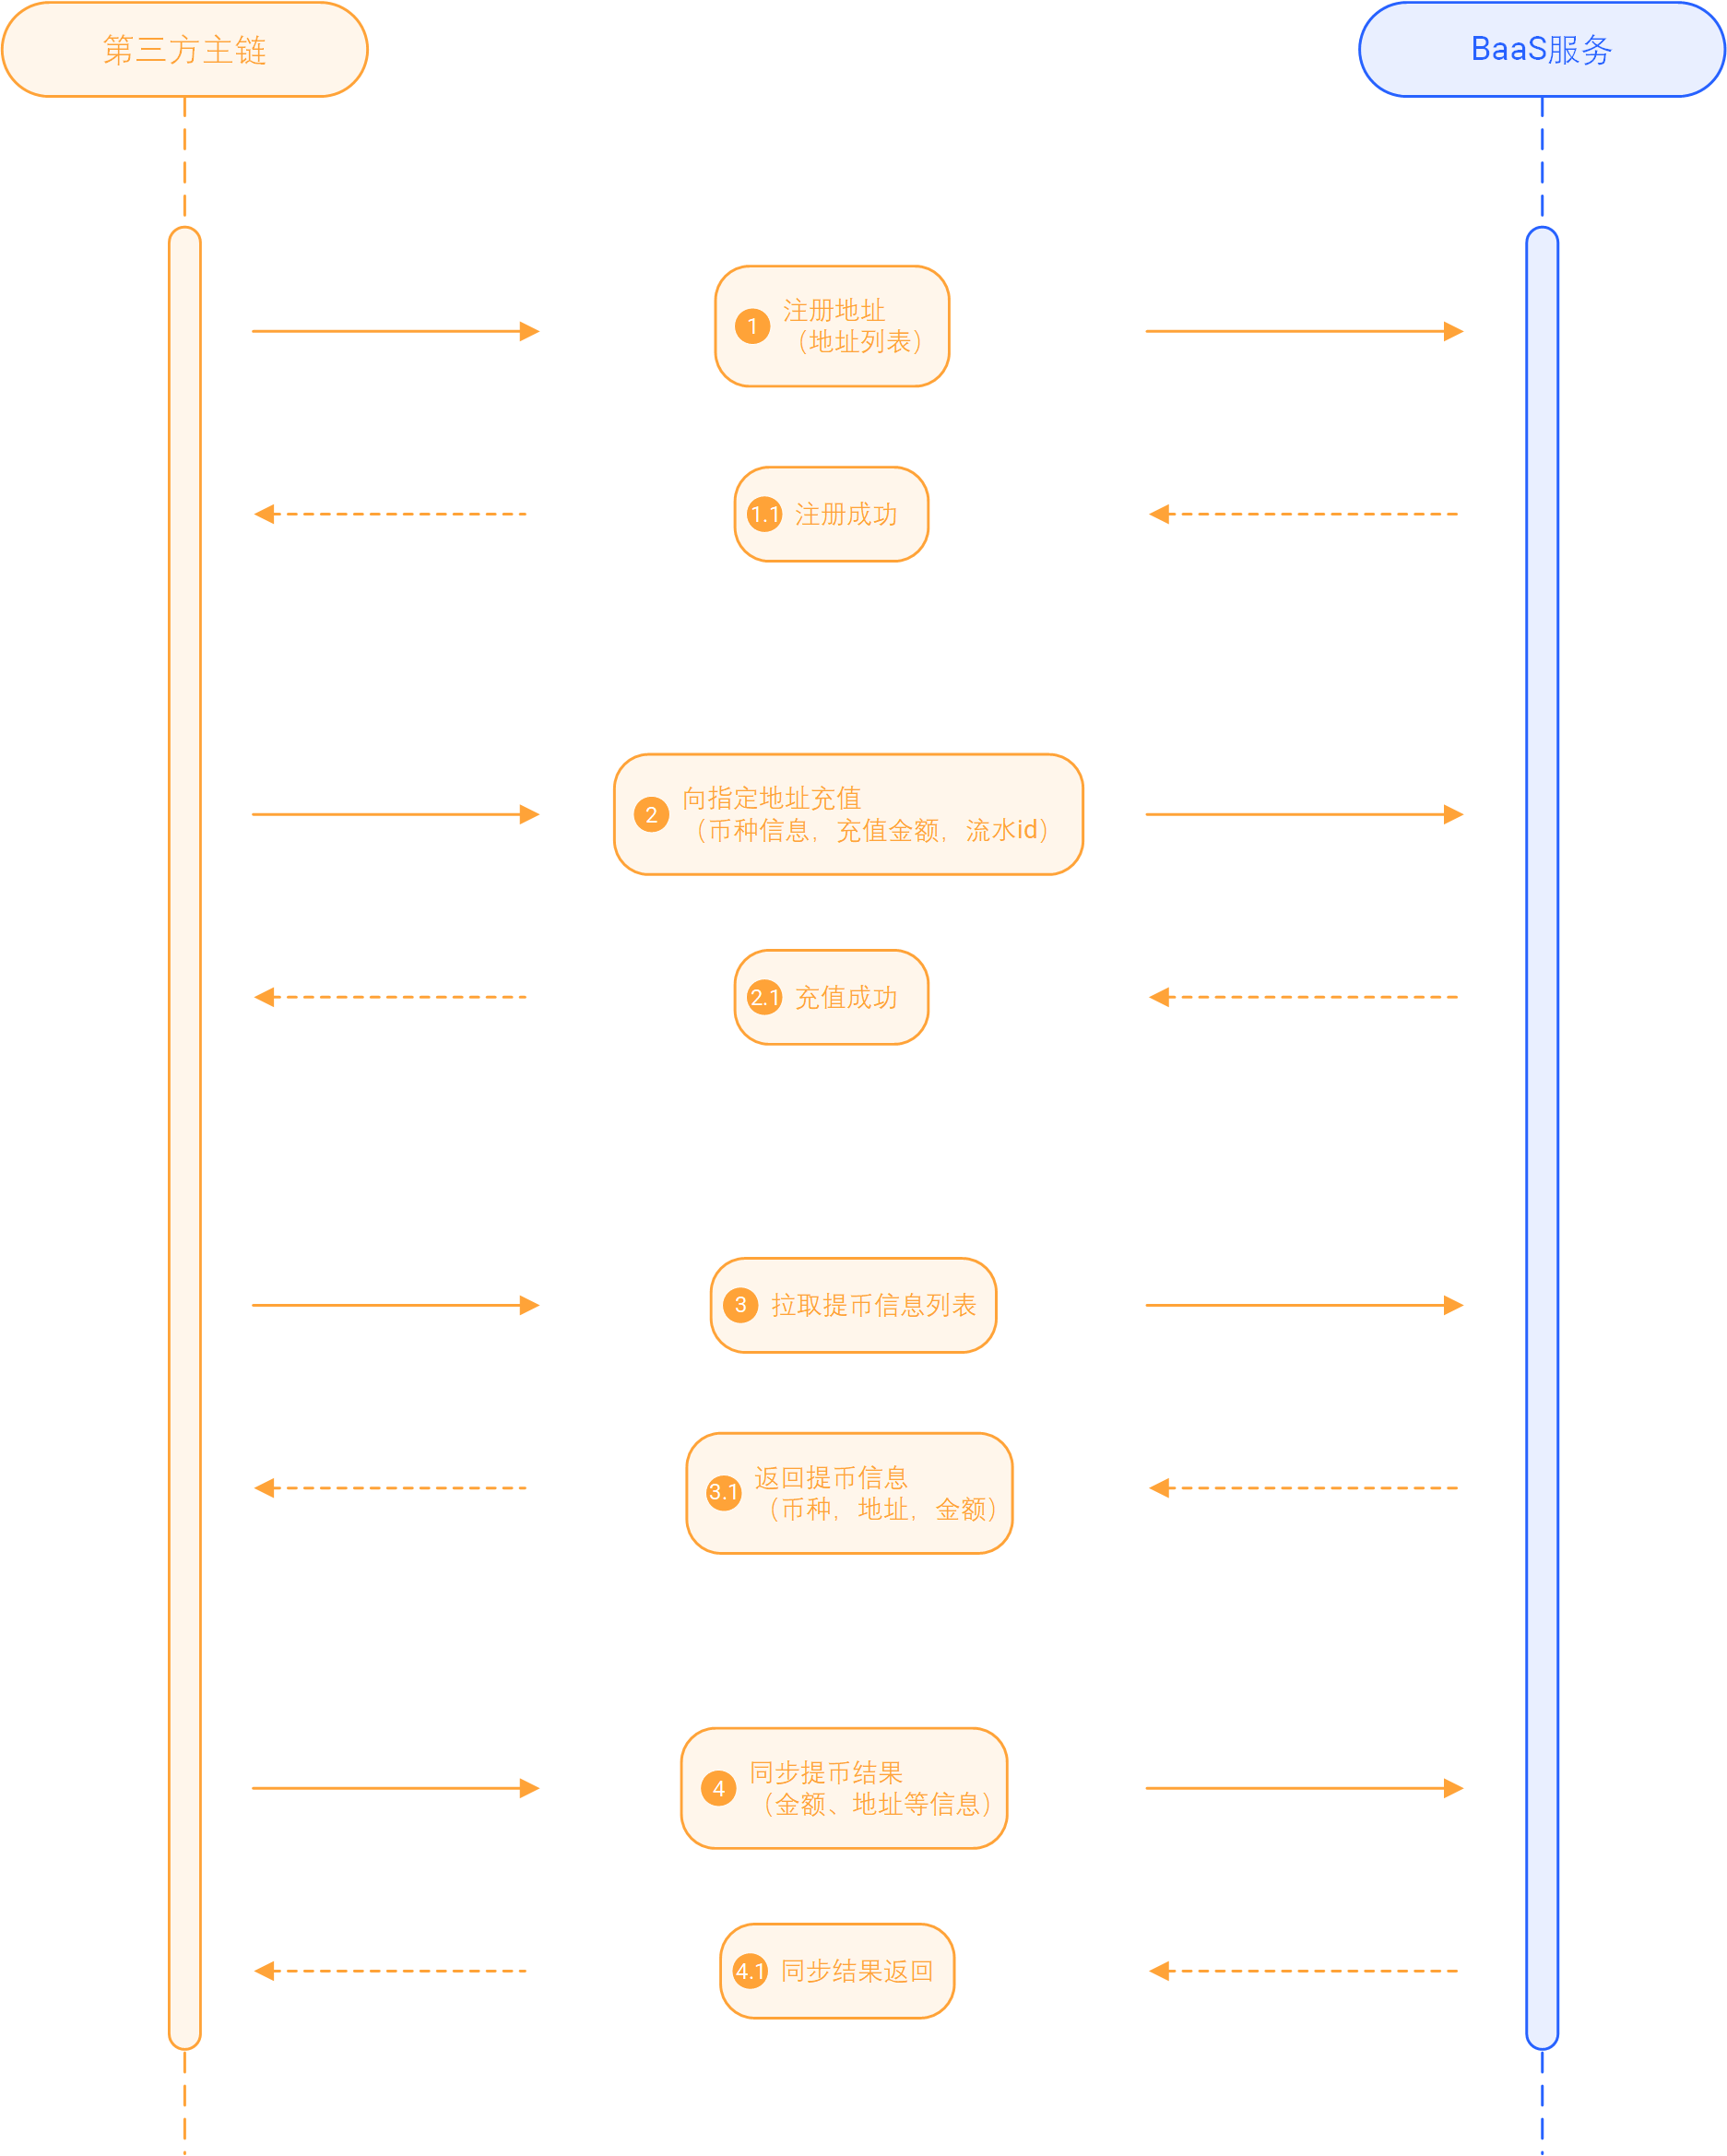 第三方主链
BaaS服务
1 注册地址
（地址列表）
1.1 注册成功
2 向指定地址充值
（币种信息，充值金额，流水id）
2.1 充值成功
3 拉取提币信息列表
3.1 返回提币信息
（币种，地址，金额）
4 同步提币结果
（金额、地址等信息）
4.1 同步结果返回